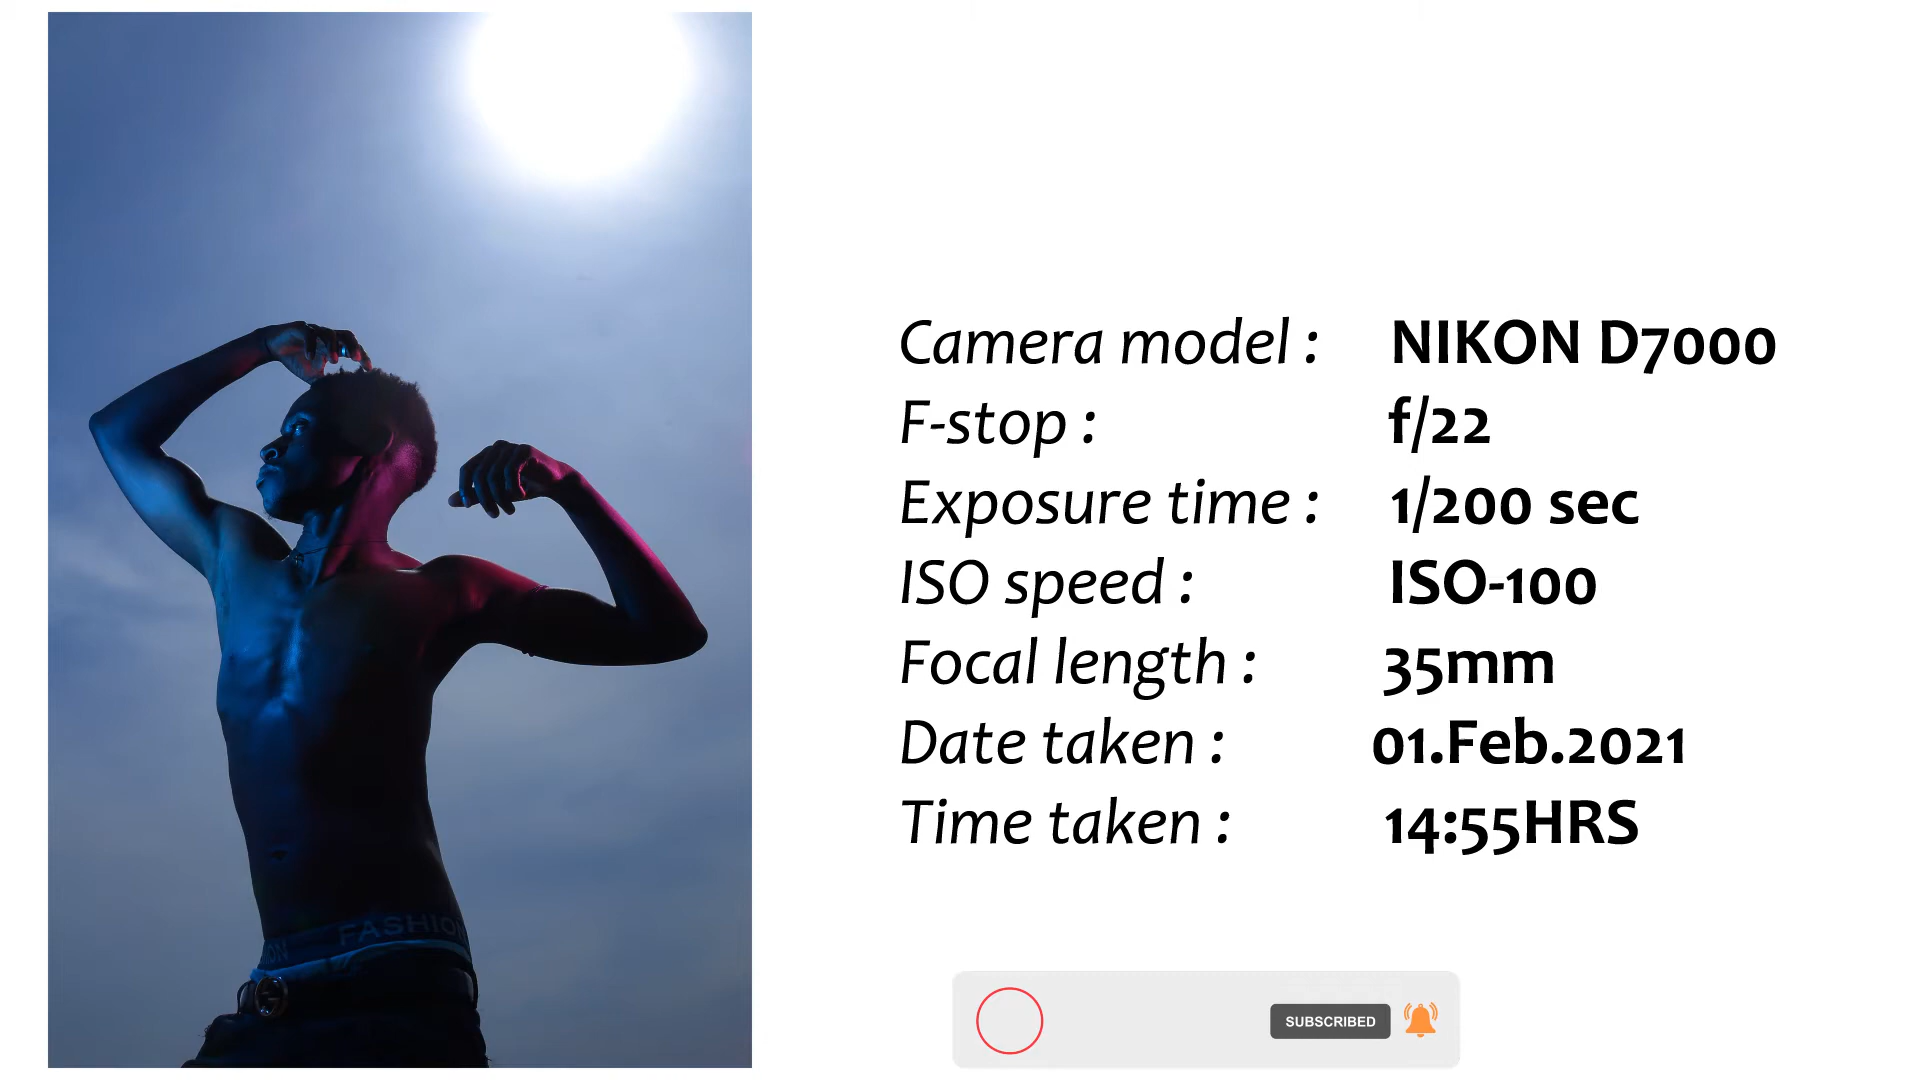 Camera model : NIKON D7000
F-stop : f/22
Exposure time : 1/200 sec
ISO speed : ISO-100
Focal length : 35mm
Date taken : 01.Feb.2021
Time taken : 14:55HRS
FASHION
ION
SUBSCRIBED